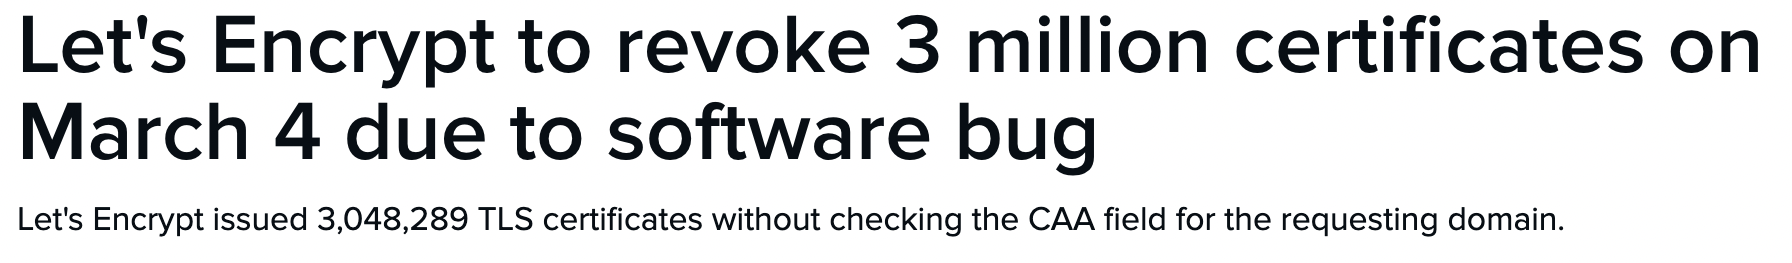 Let's Encrypt to revoke 3 million certificates on
March 4 due to software bug
Let's Encrypt issued 3,048,289 TLS certificates without checking the CAA field for the requesting domain.